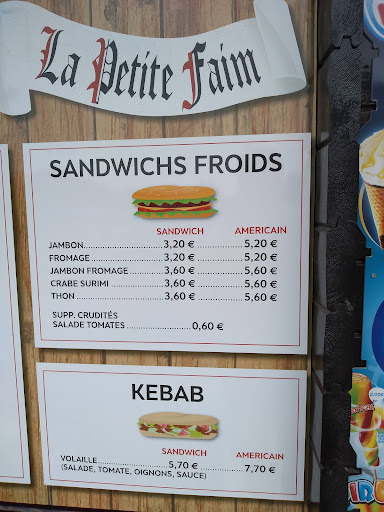 La Petite Faim
SANDWICHS FROIDS
SANDWICH AMERICAIN
JAMBON 3,20 € 5,20 €
FROMAGE 3,20 € 5,20 €
JAMBON FROMAGE 3,60 € 5,60 €
CRABE SURIMI 3,60 € 5,60 €
THON 3,60 € 5,60 €
SUPP. CRUDITÉS
SALADE TOMATES 0,60 €
KEBAB
SANDWICH AMERICAIN
VOLAILLE 5,70 € 7,70 €
(SALADE, TOMATE, OIGNONS, SAUCE)